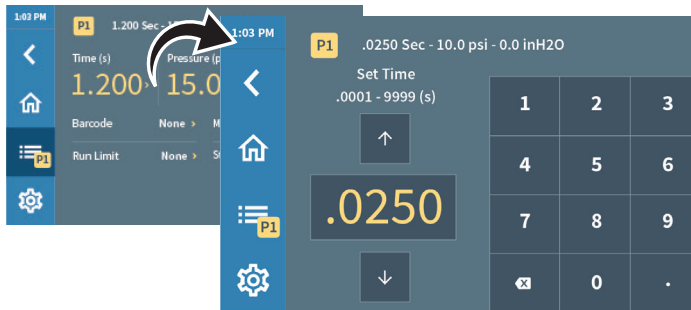 1:03 PM
P1 1.200 Sec - 1
Time (s) Pressure (p
1.200 › 15.0
Barcode None › M
Run Limit None ›
P1
1:03 PM
P1 .0250 Sec - 10.0 psi - 0.0 inH2O
Set Time
.0001 - 9999 (s)
.0250
P1
1 2 3
4 5 6
7 8 9
0 .